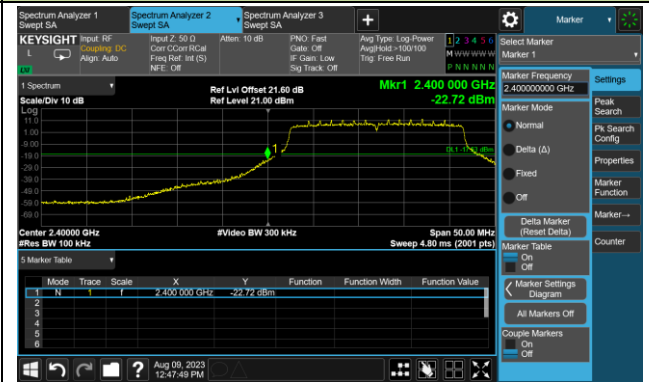 Spectrum Analyzer 1
Swept SA
Spectrum Analyzer 2
Swept SA
Spectrum Analyzer 3
Swept SA
+
Marker
KEYSIGHT
L
Input: RF
Coupling: DC
Align: Auto
Input Z: 50 Ω
Corr CCorr RCal
Freq Ref: Int (S)
NFE: Off
Atten: 10 dB
PNO: Fast
Gate: Off
IF Gain: Low
Sig Track: Off
Avg Type: Log-Power
Avg|Hold:>100/100
Trig: Free Run
1 2 3 4 5 6
M W W W W W
P N N N N N
Select Marker
Marker 1
1 Spectrum
Scale/Div 10 dB
Log
Ref Lvl Offset 21.60 dB
Ref Level 21.00 dBm
Mkr1 2.400 000 GHz
-22.72 dBm
11.0
1.00
-9.00
-19.0
-29.0
-39.0
-49.0
-59.0
-69.0
1
Center 2.40000 GHz
#Res BW 100 kHz
#Video BW 300 kHz
Span 50.00 MHz
Sweep 4.80 ms (2001 pts)
5 Marker Table
Mode Trace Scale X Y Function Function Width Function Value
1 N 1 f 2.400 000 GHz -22.72 dBm
2
3
4
5
6
Marker Frequency
2.400000000 GHz
Marker Mode
Normal
Delta (Δ)
Fixed
Off
Delta Marker
(Reset Delta)
Marker Table
On
Off
Marker Settings
Diagram
All Markers Off
Couple Markers
On
Off
Settings
Peak
Search
Pk Search
Config
Properties
Marker
Function
Marker→
Counter
?
Aug 09, 2023
12:47:49 PM